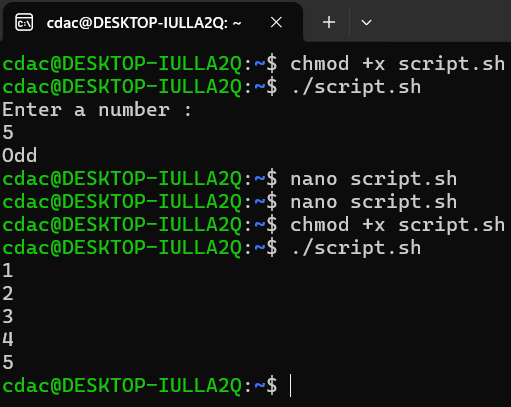 cdac@DESKTOP-IULLA2Q: ~
cdac@DESKTOP-IULLA2Q:~$ chmod +x script.sh
cdac@DESKTOP-IULLA2Q:~$ ./script.sh
Enter a number :
5
Odd
cdac@DESKTOP-IULLA2Q:~$ nano script.sh
cdac@DESKTOP-IULLA2Q:~$ nano script.sh
cdac@DESKTOP-IULLA2Q:~$ chmod +x script.sh
cdac@DESKTOP-IULLA2Q:~$ ./script.sh
1
2
3
4
5
cdac@DESKTOP-IULLA2Q:~$